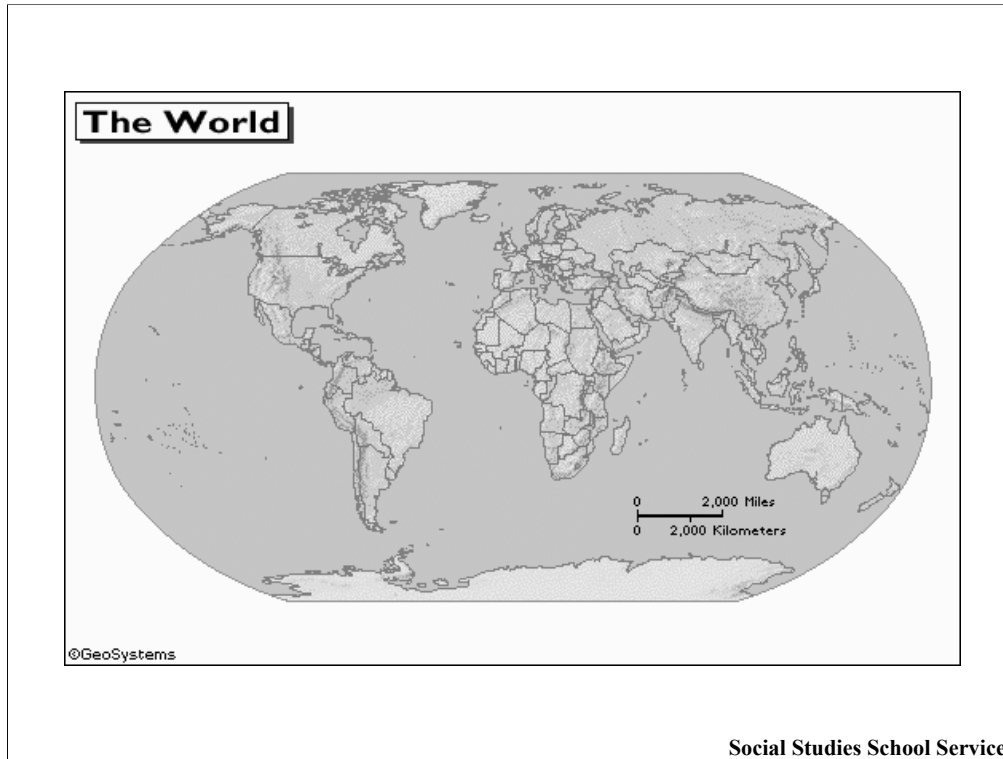 The World
0 2,000 Miles
0 2,000 Kilometers
©GeoSystems
Social Studies School Service